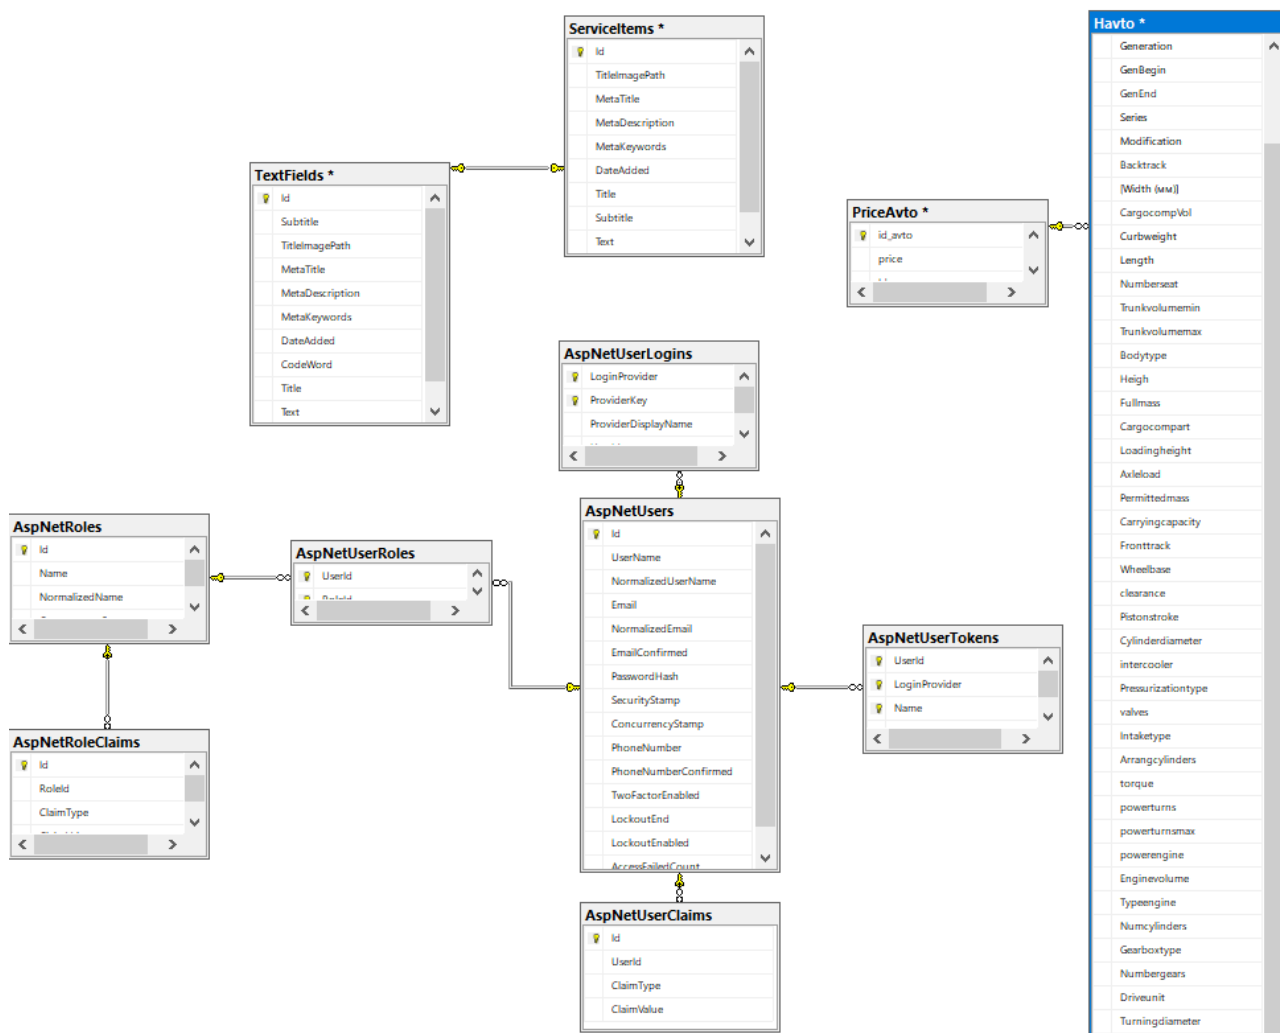 ServiceItems *
Id
TitleImagePath
MetaTitle
MetaDescription
MetaKeywords
DateAdded
Title
Subtitle
Text
TextFields *
Id
Subtitle
TitleImagePath
MetaTitle
MetaDescription
MetaKeywords
DateAdded
CodeWord
Title
Text
PriceAvto *
id_avto
price
Havto *
Generation
GenBegin
GenEnd
Series
Modification
Backtrack
[Width (мм)]
CargocompVol
Curbweight
Length
Numberseat
Trunkvolumemin
Trunkvolumemax
Bodytype
Heigh
Fullmass
Cargocompart
Loadingheight
Axleload
Permittedmass
Carryingcapacity
Fronttrack
Wheelbase
clearance
Pistonstroke
Cylinderdiameter
intercooler
Pressurizationtype
valves
Intaketype
Arrangcylinders
torque
powerturns
powerturnsmax
powerengine
Enginevolume
Typeengine
Numcylinders
Gearboxtype
Numbergears
Driveunit
Turningdiameter
AspNetUserLogins
LoginProvider
ProviderKey
ProviderDisplayName
AspNetUsers
Id
UserName
NormalizedUserName
Email
NormalizedEmail
EmailConfirmed
PasswordHash
SecurityStamp
ConcurrencyStamp
PhoneNumber
PhoneNumberConfirmed
TwoFactorEnabled
LockoutEnd
LockoutEnabled
AccessFailedCount
AspNetRoles
Id
Name
NormalizedName
AspNetUserRoles
UserId
RoleId
AspNetUserTokens
UserId
LoginProvider
Name
AspNetRoleClaims
Id
RoleId
ClaimType
AspNetUserClaims
Id
UserId
ClaimType
ClaimValue